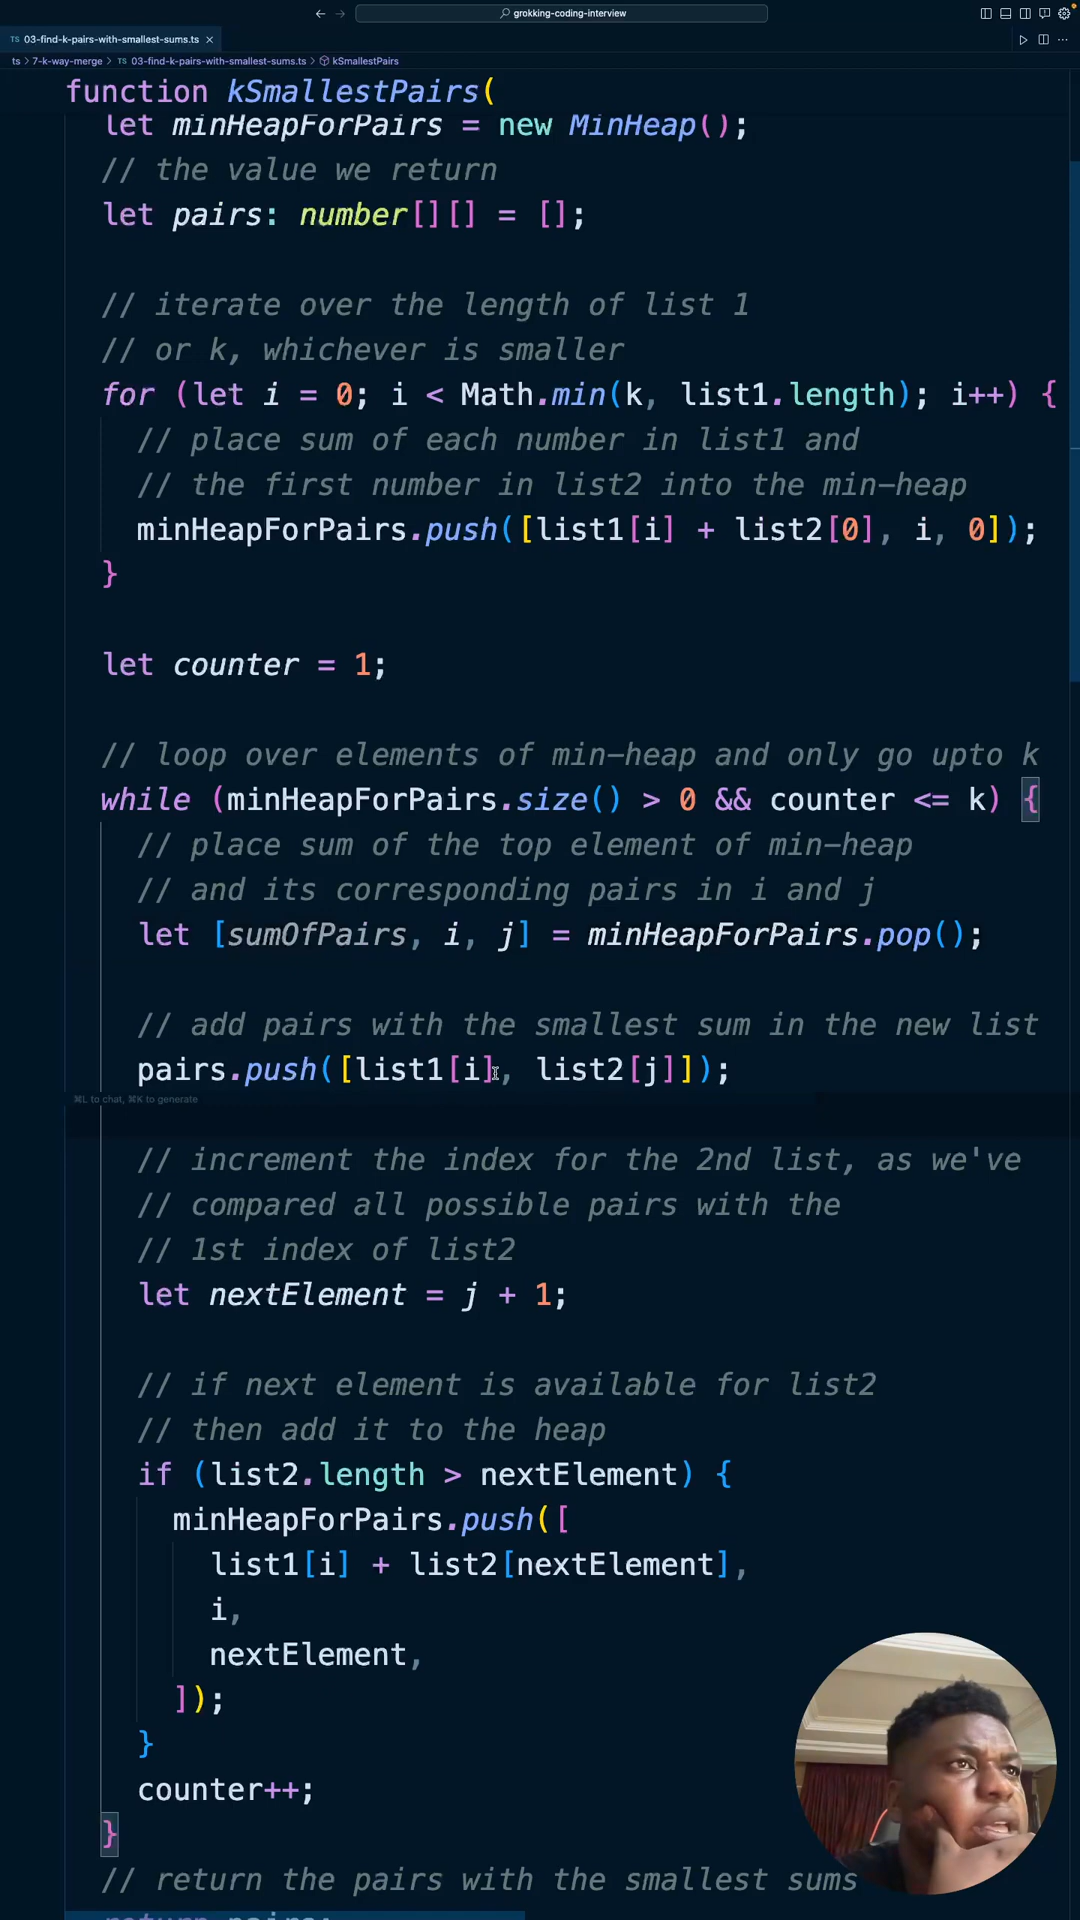 grokking-coding-interview
TS 03-find-k-pairs-with-smallest-sums.ts
ts > 7-k-way-merge > TS 03-find-k-pairs-with-smallest-sums.ts > kSmallestPairs
function kSmallestPairs(
let minHeapForPairs = new MinHeap();
// the value we return
let pairs: number[][] = [];
// iterate over the length of list 1
// or k, whichever is smaller
for (let i = 0; i < Math.min(k, list1.length); i++) {
// place sum of each number in list1 and
// the first number in list2 into the min-heap
minHeapForPairs.push([list1[i] + list2[0], i, 0]);
}
let counter = 1;
// loop over elements of min-heap and only go upto k
while (minHeapForPairs.size() > 0 && counter <= k) {
// place sum of the top element of min-heap
// and its corresponding pairs in i and j
let [sumOfPairs, i, j] = minHeapForPairs.pop();
// add pairs with the smallest sum in the new list
pairs.push([list1[i], list2[j]]);
⌘L to chat, ⌘K to generate
// increment the index for the 2nd list, as we've
// compared all possible pairs with the
// 1st index of list2
let nextElement = j + 1;
// if next element is available for list2
// then add it to the heap
if (list2.length > nextElement) {
minHeapForPairs.push([
list1[i] + list2[nextElement],
i,
nextElement,
]);
}
counter++;
}
// return the pairs with the smallest sums
return pairs;